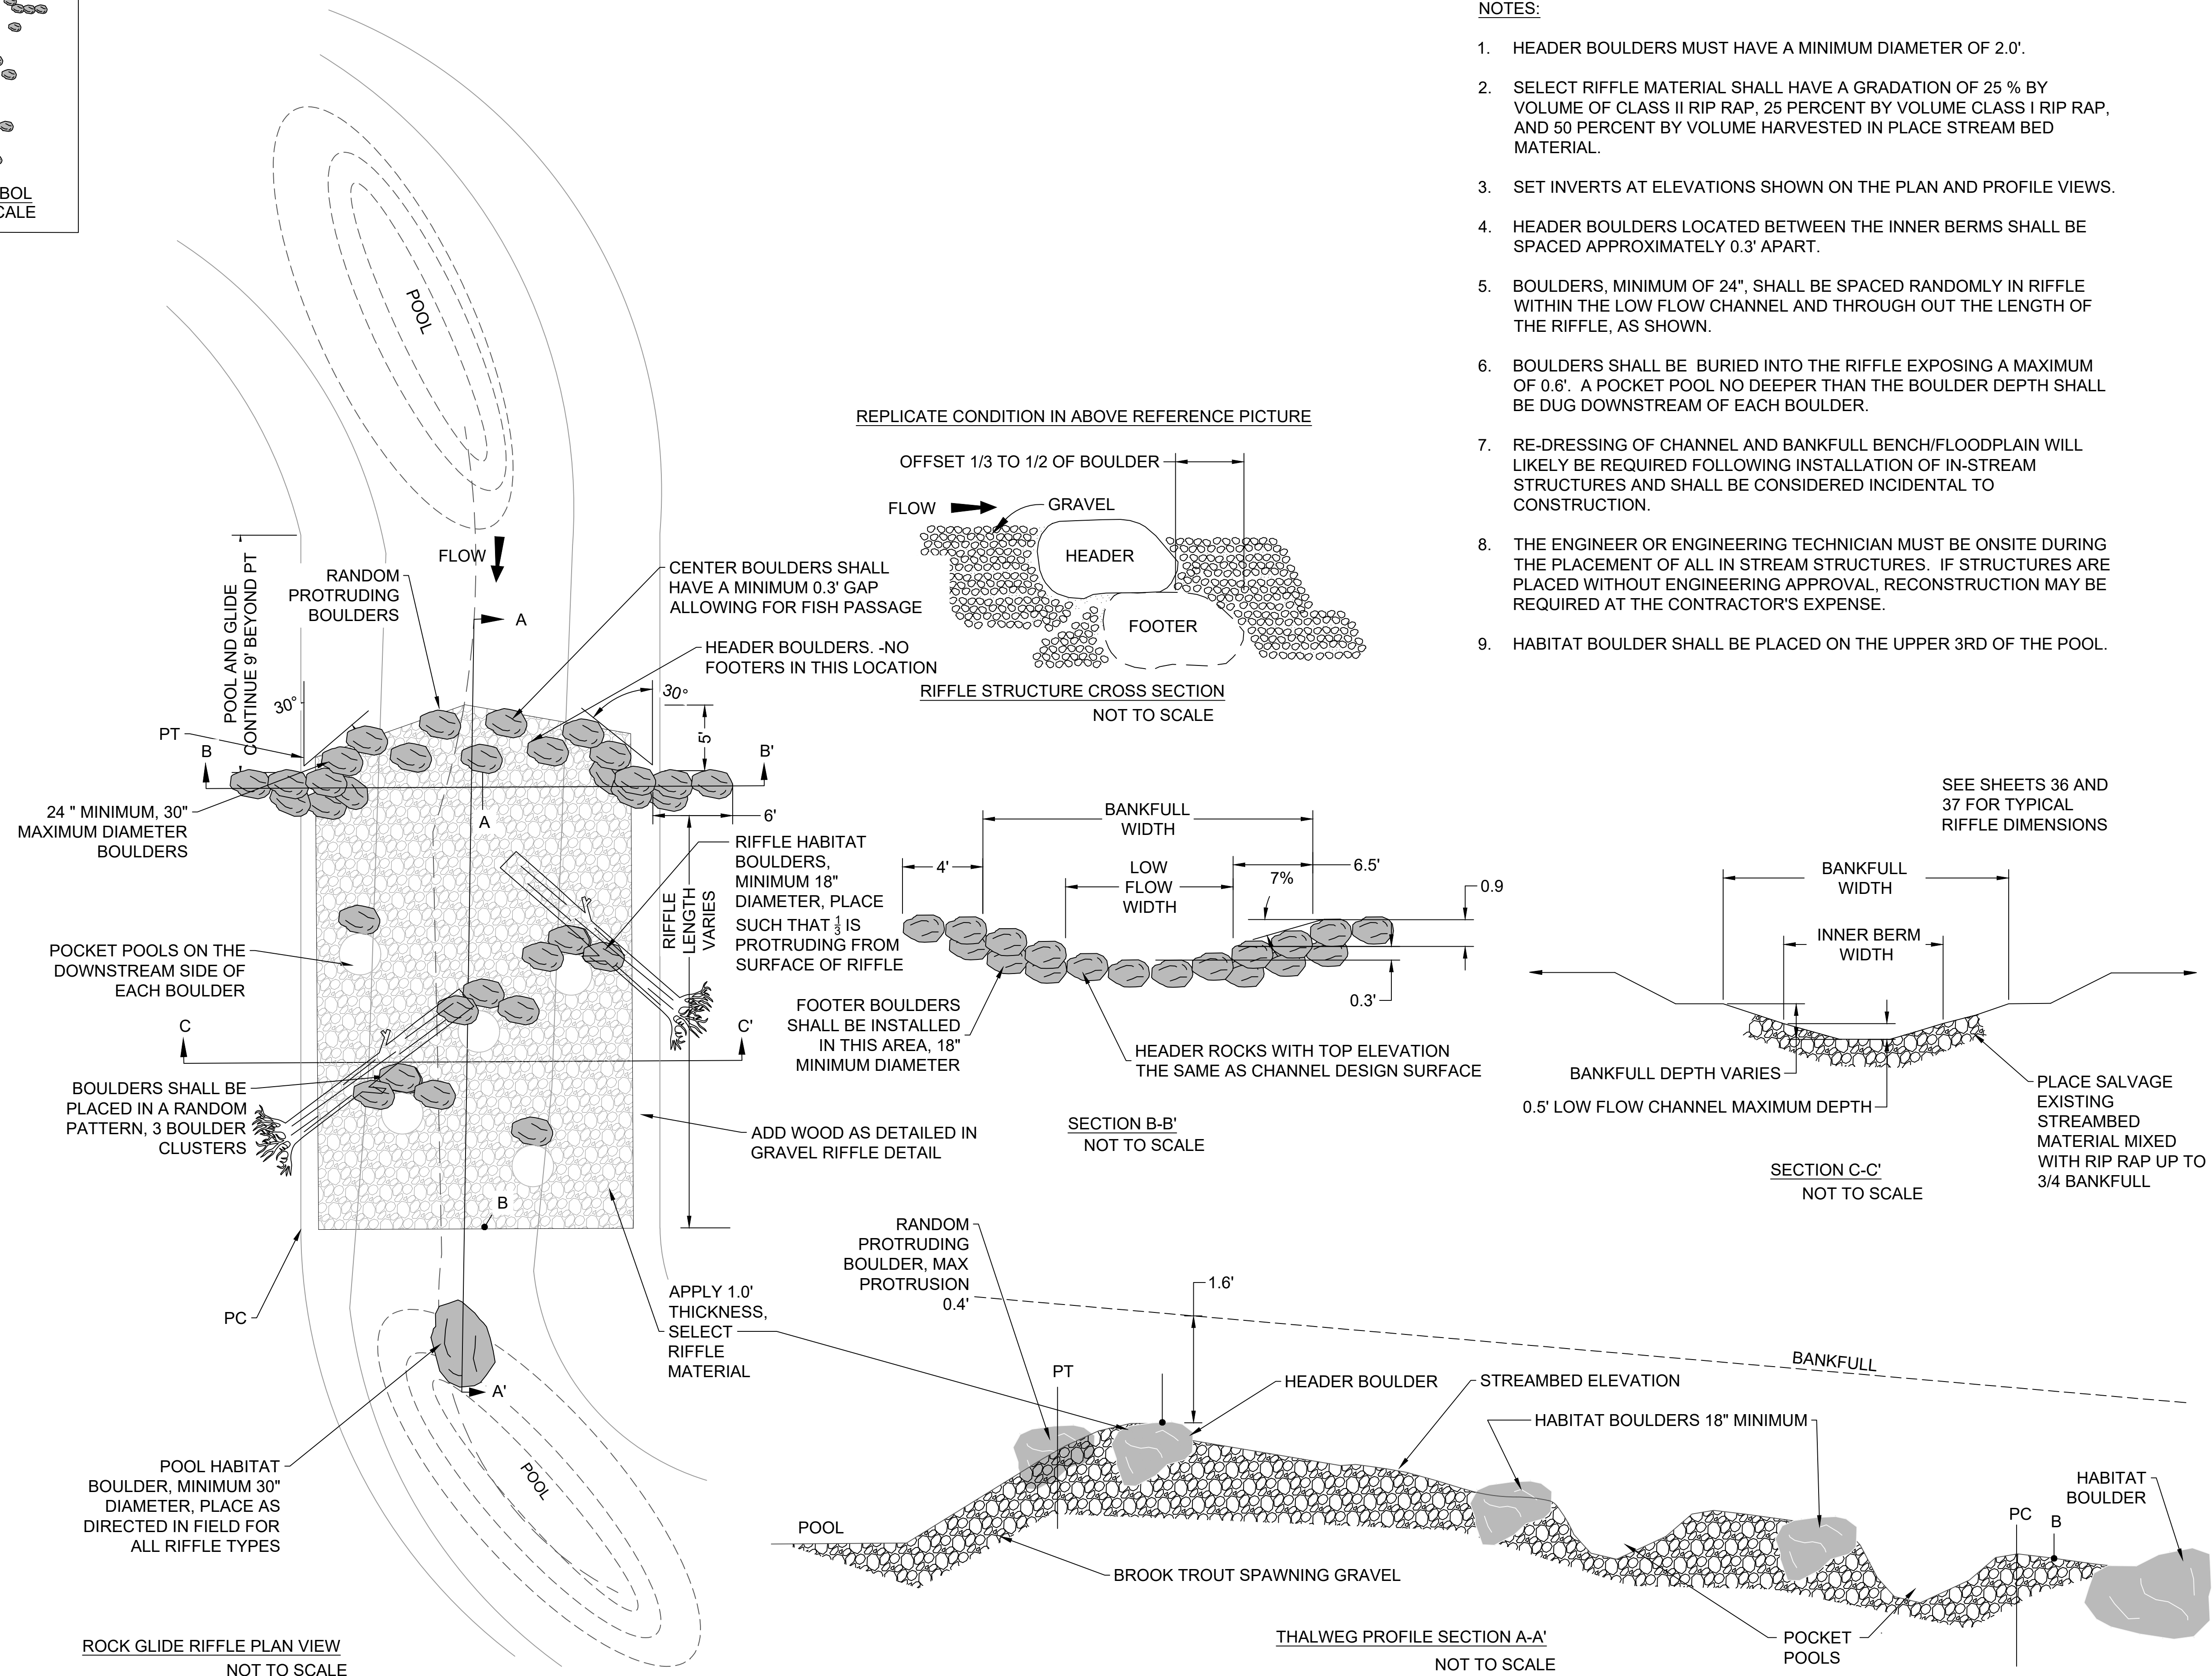 BOL
CALE
NOTES:
1. HEADER BOULDERS MUST HAVE A MINIMUM DIAMETER OF 2.0'.
2. SELECT RIFFLE MATERIAL SHALL HAVE A GRADATION OF 25 % BY
VOLUME OF CLASS II RIP RAP, 25 PERCENT BY VOLUME CLASS I RIP RAP,
AND 50 PERCENT BY VOLUME HARVESTED IN PLACE STREAM BED
MATERIAL.
3. SET INVERTS AT ELEVATIONS SHOWN ON THE PLAN AND PROFILE VIEWS.
4. HEADER BOULDERS LOCATED BETWEEN THE INNER BERMS SHALL BE
SPACED APPROXIMATELY 0.3' APART.
5. BOULDERS, MINIMUM OF 24", SHALL BE SPACED RANDOMLY IN RIFFLE
WITHIN THE LOW FLOW CHANNEL AND THROUGH OUT THE LENGTH OF
THE RIFFLE, AS SHOWN.
6. BOULDERS SHALL BE BURIED INTO THE RIFFLE EXPOSING A MAXIMUM
OF 0.6'. A POCKET POOL NO DEEPER THAN THE BOULDER DEPTH SHALL
BE DUG DOWNSTREAM OF EACH BOULDER.
7. RE-DRESSING OF CHANNEL AND BANKFULL BENCH/FLOODPLAIN WILL
LIKELY BE REQUIRED FOLLOWING INSTALLATION OF IN-STREAM
STRUCTURES AND SHALL BE CONSIDERED INCIDENTAL TO
CONSTRUCTION.
8. THE ENGINEER OR ENGINEERING TECHNICIAN MUST BE ONSITE DURING
THE PLACEMENT OF ALL IN STREAM STRUCTURES. IF STRUCTURES ARE
PLACED WITHOUT ENGINEERING APPROVAL, RECONSTRUCTION MAY BE
REQUIRED AT THE CONTRACTOR'S EXPENSE.
9. HABITAT BOULDER SHALL BE PLACED ON THE UPPER 3RD OF THE POOL.
POOL
POOL AND GLIDE
CONTINUE 9' BEYOND PT
FLOW
RANDOM
PROTRUDING
BOULDERS
A
CENTER BOULDERS SHALL
HAVE A MINIMUM 0.3' GAP
ALLOWING FOR FISH PASSAGE
HEADER BOULDERS. -NO
FOOTERS IN THIS LOCATION
30°
30°
5'
PT
B
B'
24 " MINIMUM, 30"
MAXIMUM DIAMETER
BOULDERS
A
6'
RIFFLE HABITAT
BOULDERS,
MINIMUM 18"
DIAMETER, PLACE
SUCH THAT 1/3 IS
PROTRUDING FROM
SURFACE OF RIFFLE
RIFFLE
LENGTH
VARIES
POCKET POOLS ON THE
DOWNSTREAM SIDE OF
EACH BOULDER
C
C'
BOULDERS SHALL BE
PLACED IN A RANDOM
PATTERN, 3 BOULDER
CLUSTERS
ADD WOOD AS DETAILED IN
GRAVEL RIFFLE DETAIL
B
PC
APPLY 1.0'
THICKNESS,
SELECT
RIFFLE
MATERIAL
A'
POOL
POOL HABITAT
BOULDER, MINIMUM 30"
DIAMETER, PLACE AS
DIRECTED IN FIELD FOR
ALL RIFFLE TYPES
ROCK GLIDE RIFFLE PLAN VIEW
NOT TO SCALE
REPLICATE CONDITION IN ABOVE REFERENCE PICTURE
OFFSET 1/3 TO 1/2 OF BOULDER
FLOW
GRAVEL
HEADER
FOOTER
RIFFLE STRUCTURE CROSS SECTION
NOT TO SCALE
BANKFULL
WIDTH
4'
LOW
FLOW
WIDTH
6.5'
7%
0.9
0.3'
FOOTER BOULDERS
SHALL BE INSTALLED
IN THIS AREA, 18"
MINIMUM DIAMETER
HEADER ROCKS WITH TOP ELEVATION
THE SAME AS CHANNEL DESIGN SURFACE
SECTION B-B'
NOT TO SCALE
SEE SHEETS 36 AND
37 FOR TYPICAL
RIFFLE DIMENSIONS
BANKFULL
WIDTH
INNER BERM
WIDTH
BANKFULL DEPTH VARIES
0.5' LOW FLOW CHANNEL MAXIMUM DEPTH
PLACE SALVAGE
EXISTING
STREAMBED
MATERIAL MIXED
WITH RIP RAP UP TO
3/4 BANKFULL
SECTION C-C'
NOT TO SCALE
RANDOM
PROTRUDING
BOULDER, MAX
PROTRUSION
0.4'
1.6'
BANKFULL
PT
HEADER BOULDER
STREAMBED ELEVATION
HABITAT BOULDERS 18" MINIMUM
HABITAT
BOULDER
PC
B
POOL
BROOK TROUT SPAWNING GRAVEL
POCKET
POOLS
THALWEG PROFILE SECTION A-A'
NOT TO SCALE